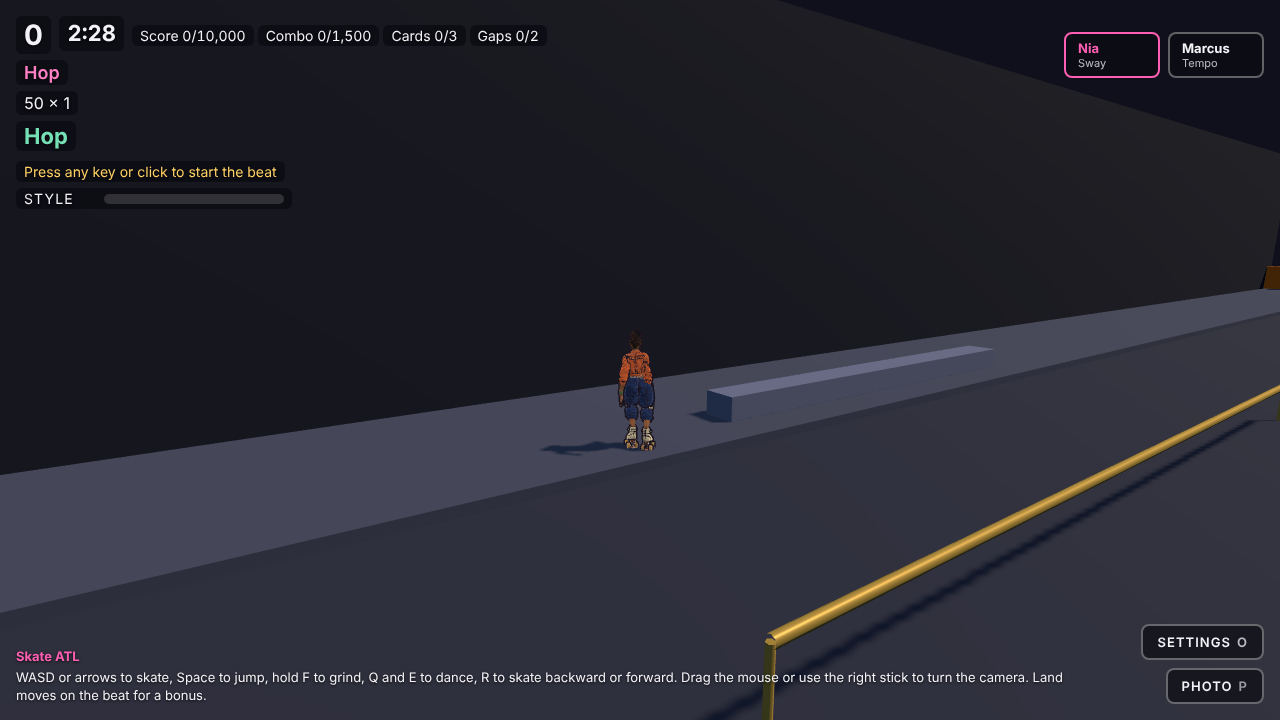 0 2:28 Score 0/10,000 Combo 0/1,500 Cards 0/3 Gaps 0/2
Hop
50 × 1
Hop
Press any key or click to start the beat
STYLE
Nia
Sway
Marcus
Tempo
Skate ATL
WASD or arrows to skate, Space to jump, hold F to grind, Q and E to dance, R to skate backward or forward. Drag the mouse or use the right stick to turn the camera. Land
moves on the beat for a bonus.
SETTINGS O
PHOTO P